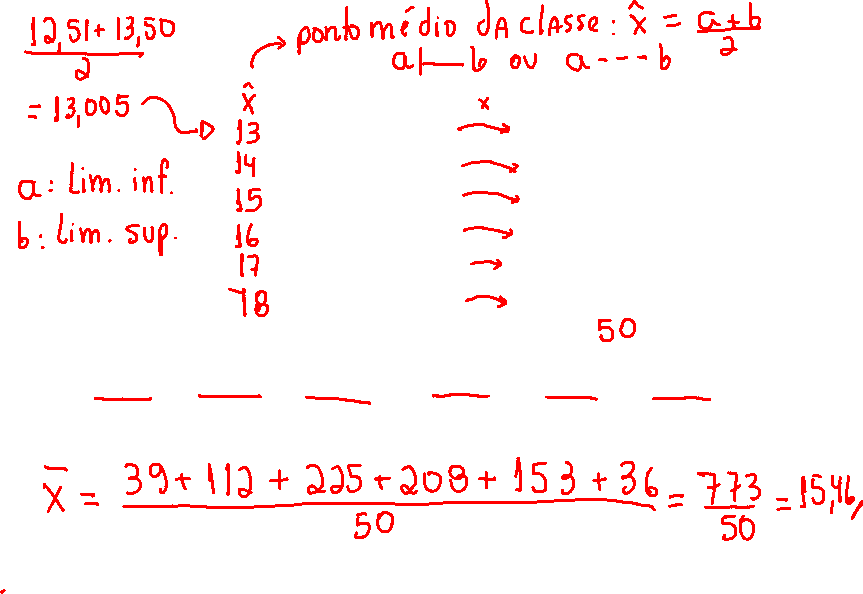 12,51+13,50
2
= 13,005
ponto médio dA clAsse: x̂ = a+b
2
a├── b ou a---b
x̂
x
13
14
15
16
17
18
a: Lim. inf.
b: Lim. sup.
50
x̄ = 39+112+225+208+153+36 = 773 = 15,46,
50
50